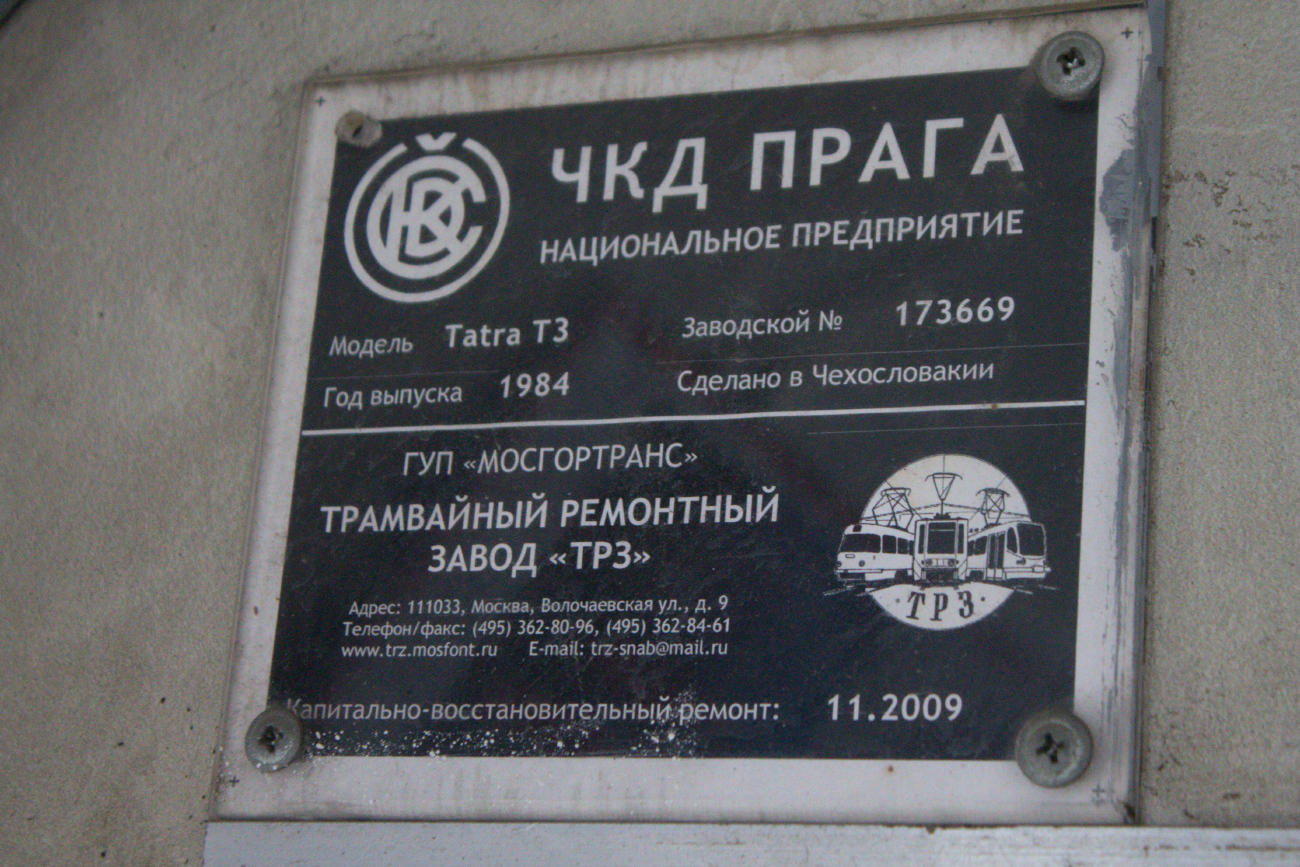 ČKD
ЧКД ПРАГА
НАЦИОНАЛЬНОЕ ПРЕДПРИЯТИЕ
Модель Tatra T3 Заводской № 173669
Год выпуска 1984 Сделано в Чехословакии
ГУП «МОСГОРТРАНС»
ТРАМВАЙНЫЙ РЕМОНТНЫЙ
ЗАВОД «ТРЗ»
Адрес: 111033, Москва, Волочаевская ул., д. 9
Телефон/факс: (495) 362-80-96, (495) 362-84-61
www.trz.mosfont.ru E-mail: trz-snab@mail.ru
·ТРЗ·
Капитально-восстановительный ремонт: 11.2009